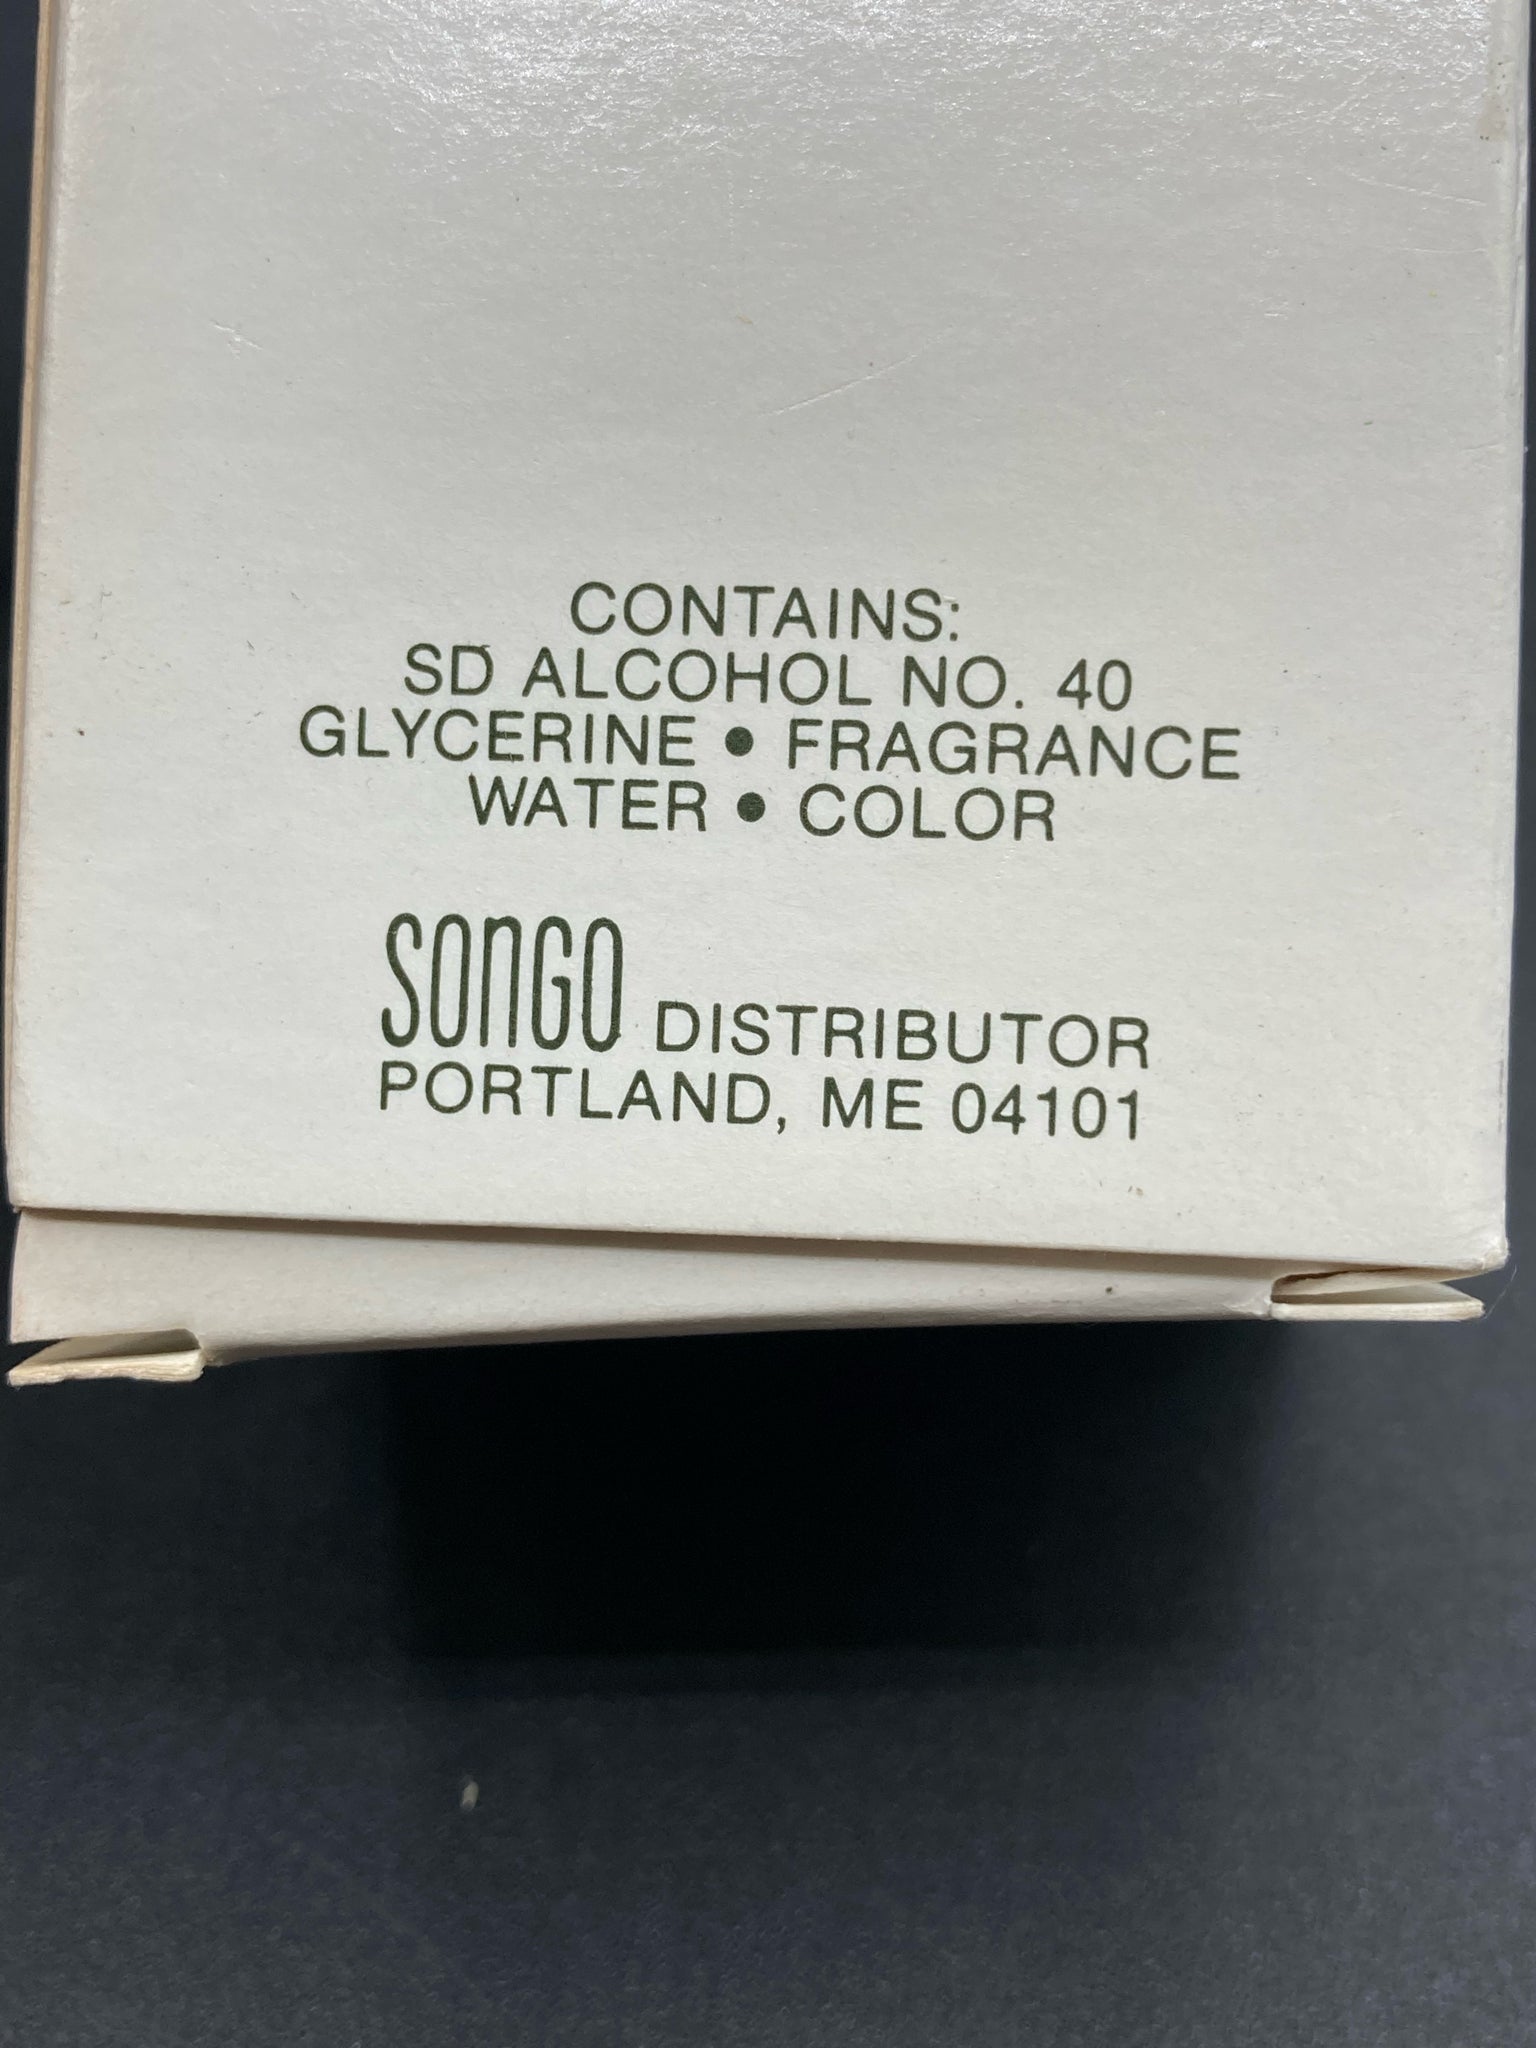 CONTAINS:
SD ALCOHOL NO. 40
GLYCERINE • FRAGRANCE
WATER • COLOR
SONGO DISTRIBUTOR
PORTLAND, ME 04101